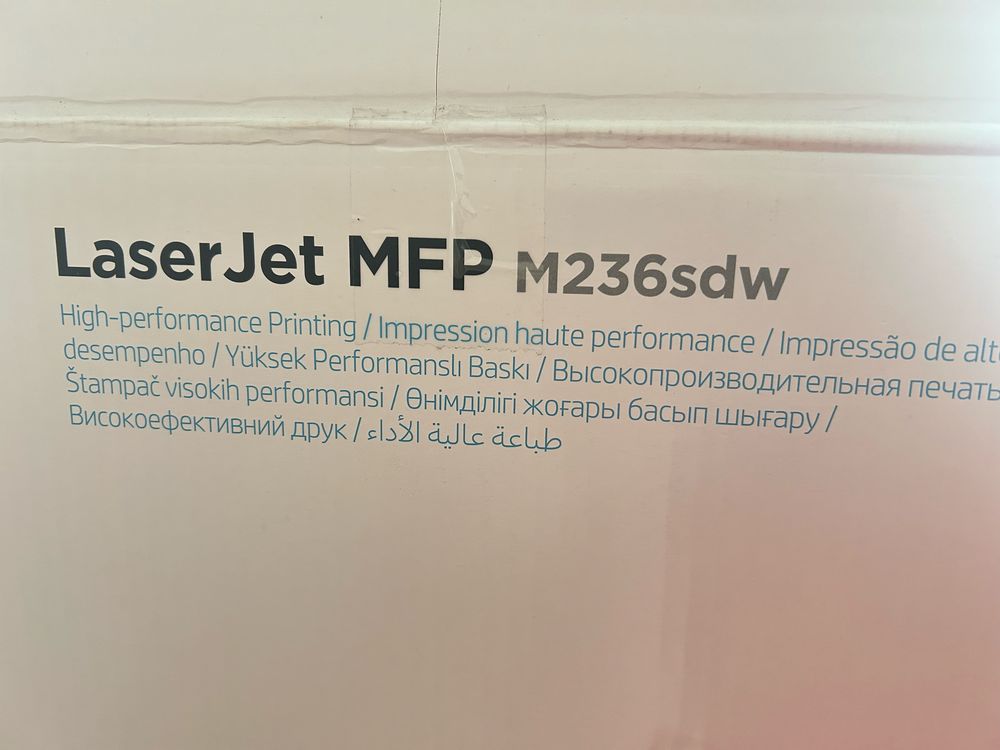 LaserJet MFP M236sdw
High-performance Printing / Impression haute performance / Impressão de alto
desempenho / Yüksek Performanslı Baskı / Высокопроизводительная печать
Štampač visokih performansi / Өнімділігі жоғары басып шығару /
Високоефективний друк / طباعة عالية الأداء